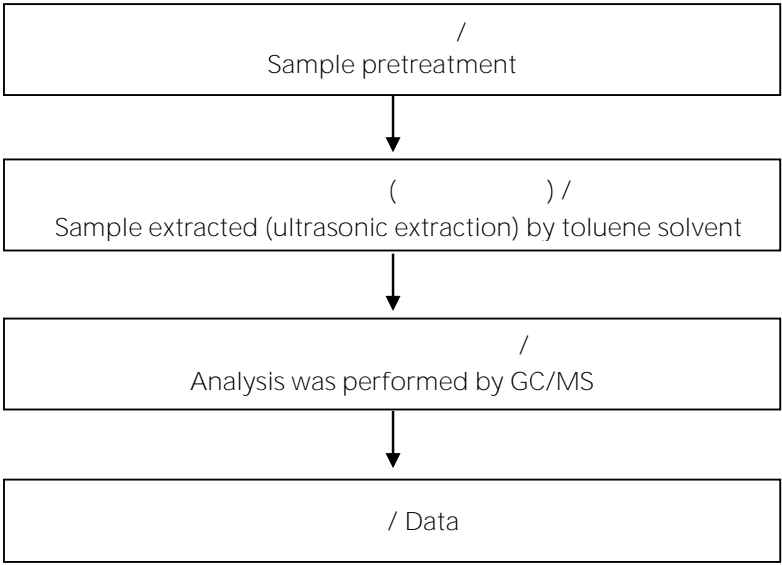 /
Sample pretreatment
( ) /
Sample extracted (ultrasonic extraction) by toluene solvent
/
Analysis was performed by GC/MS
/ Data